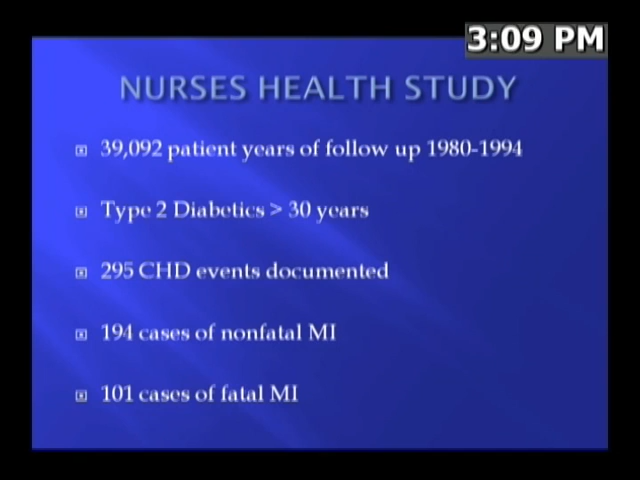 3:09 PM
NURSES HEALTH STUDY
39,092 patient years of follow up 1980-1994
Type 2 Diabetics > 30 years
295 CHD events documented
194 cases of nonfatal MI
101 cases of fatal MI